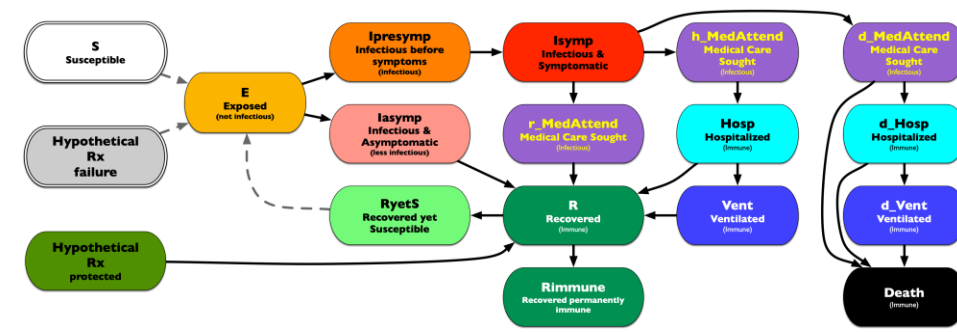 S
Susceptible
Hypothetical
Rx
failure
Hypothetical
Rx
protected
E
Exposed
(not infectious)
Ipresymp
Infectious before
symptoms
(infectious)
Iasymp
Infectious &
Asymptomatic
(less infectious)
RyetS
Recovered yet
Susceptible
Isymp
Infectious &
Symptomatic
r_MedAttend
Medical Care Sought
(Infectious)
R
Recovered
(Immune)
Rimmune
Recovered permanently
immune
h_MedAttend
Medical Care
Sought
(Infectious)
Hosp
Hospitalized
(Immune)
Vent
Ventilated
(Immune)
d_MedAttend
Medical Care
Sought
(Infectious)
d_Hosp
Hospitalized
(Immune)
d_Vent
Ventilated
(Immune)
Death
(Immune)